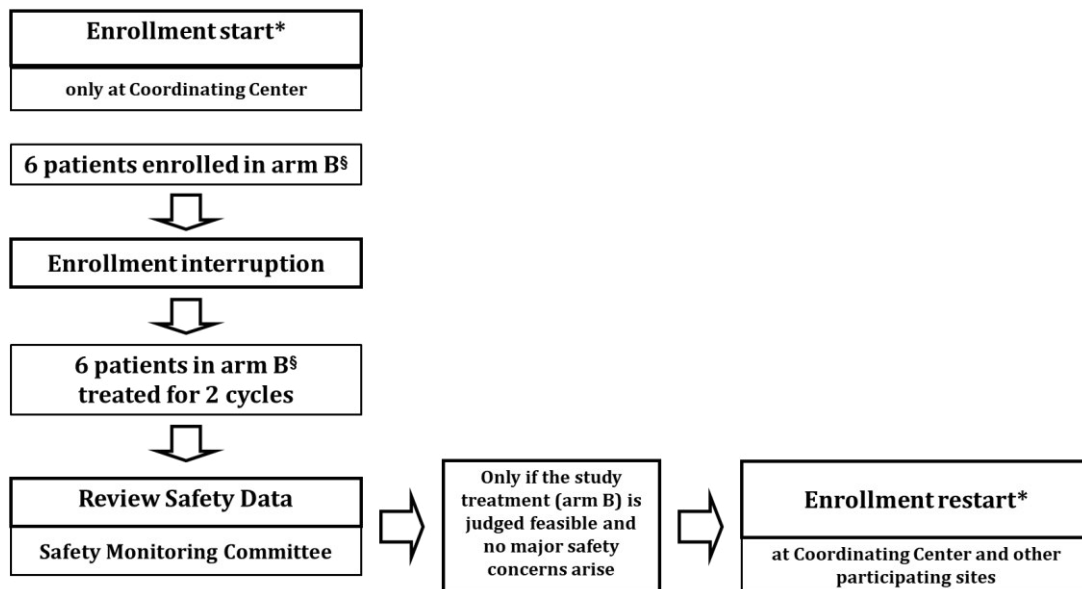 Enrollment start*
only at Coordinating Center
6 patients enrolled in arm B§
Enrollment interruption
6 patients in arm B§
treated for 2 cycles
Review Safety Data
Safety Monitoring Committee
Only if the study
treatment (arm B) is
judged feasible and
no major safety
concerns arise
Enrollment restart*
at Coordinating Center and other
participating sites